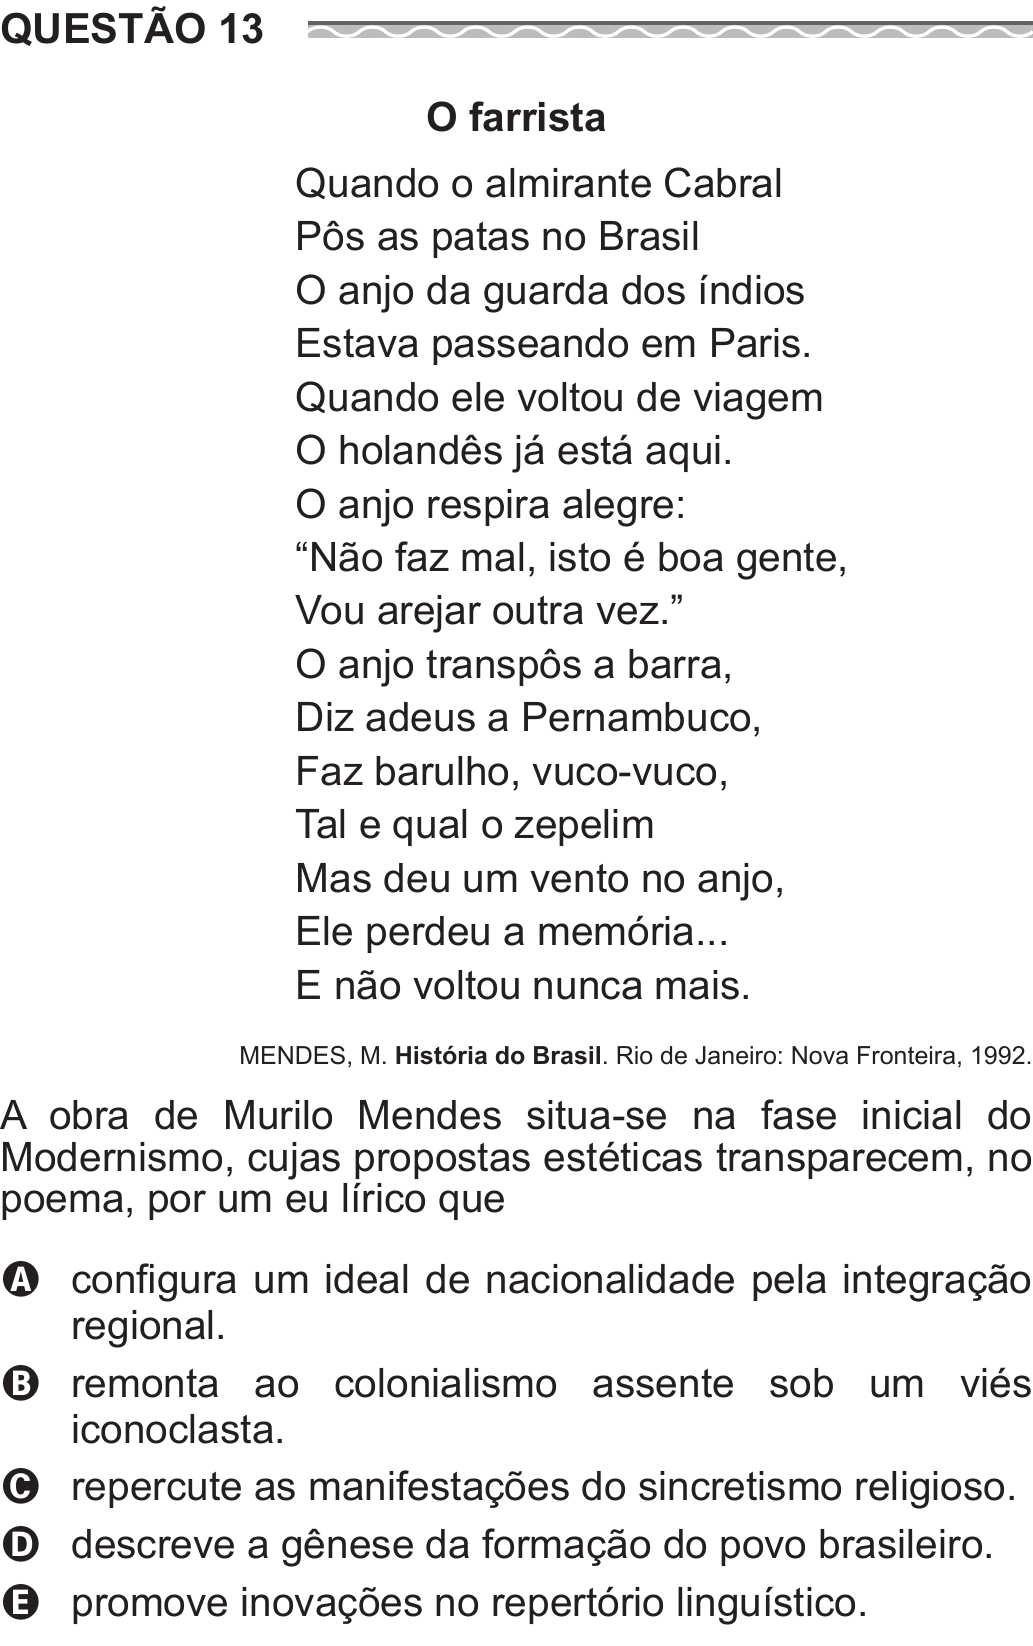 QUESTÃO 13
O farrista
Quando o almirante Cabral
Pôs as patas no Brasil
O anjo da guarda dos índios
Estava passeando em Paris.
Quando ele voltou de viagem
O holandês já está aqui.
O anjo respira alegre:
“Não faz mal, isto é boa gente,
Vou arejar outra vez.”
O anjo transpôs a barra,
Diz adeus a Pernambuco,
Faz barulho, vuco-vuco,
Tal e qual o zepelim
Mas deu um vento no anjo,
Ele perdeu a memória...
E não voltou nunca mais.
MENDES, M. História do Brasil. Rio de Janeiro: Nova Fronteira, 1992.
A obra de Murilo Mendes situa-se na fase inicial do
Modernismo, cujas propostas estéticas transparecem, no
poema, por um eu lírico que
A configura um ideal de nacionalidade pela integração
regional.
B remonta ao colonialismo assente sob um viés
iconoclasta.
C repercute as manifestações do sincretismo religioso.
D descreve a gênese da formação do povo brasileiro.
E promove inovações no repertório linguístico.